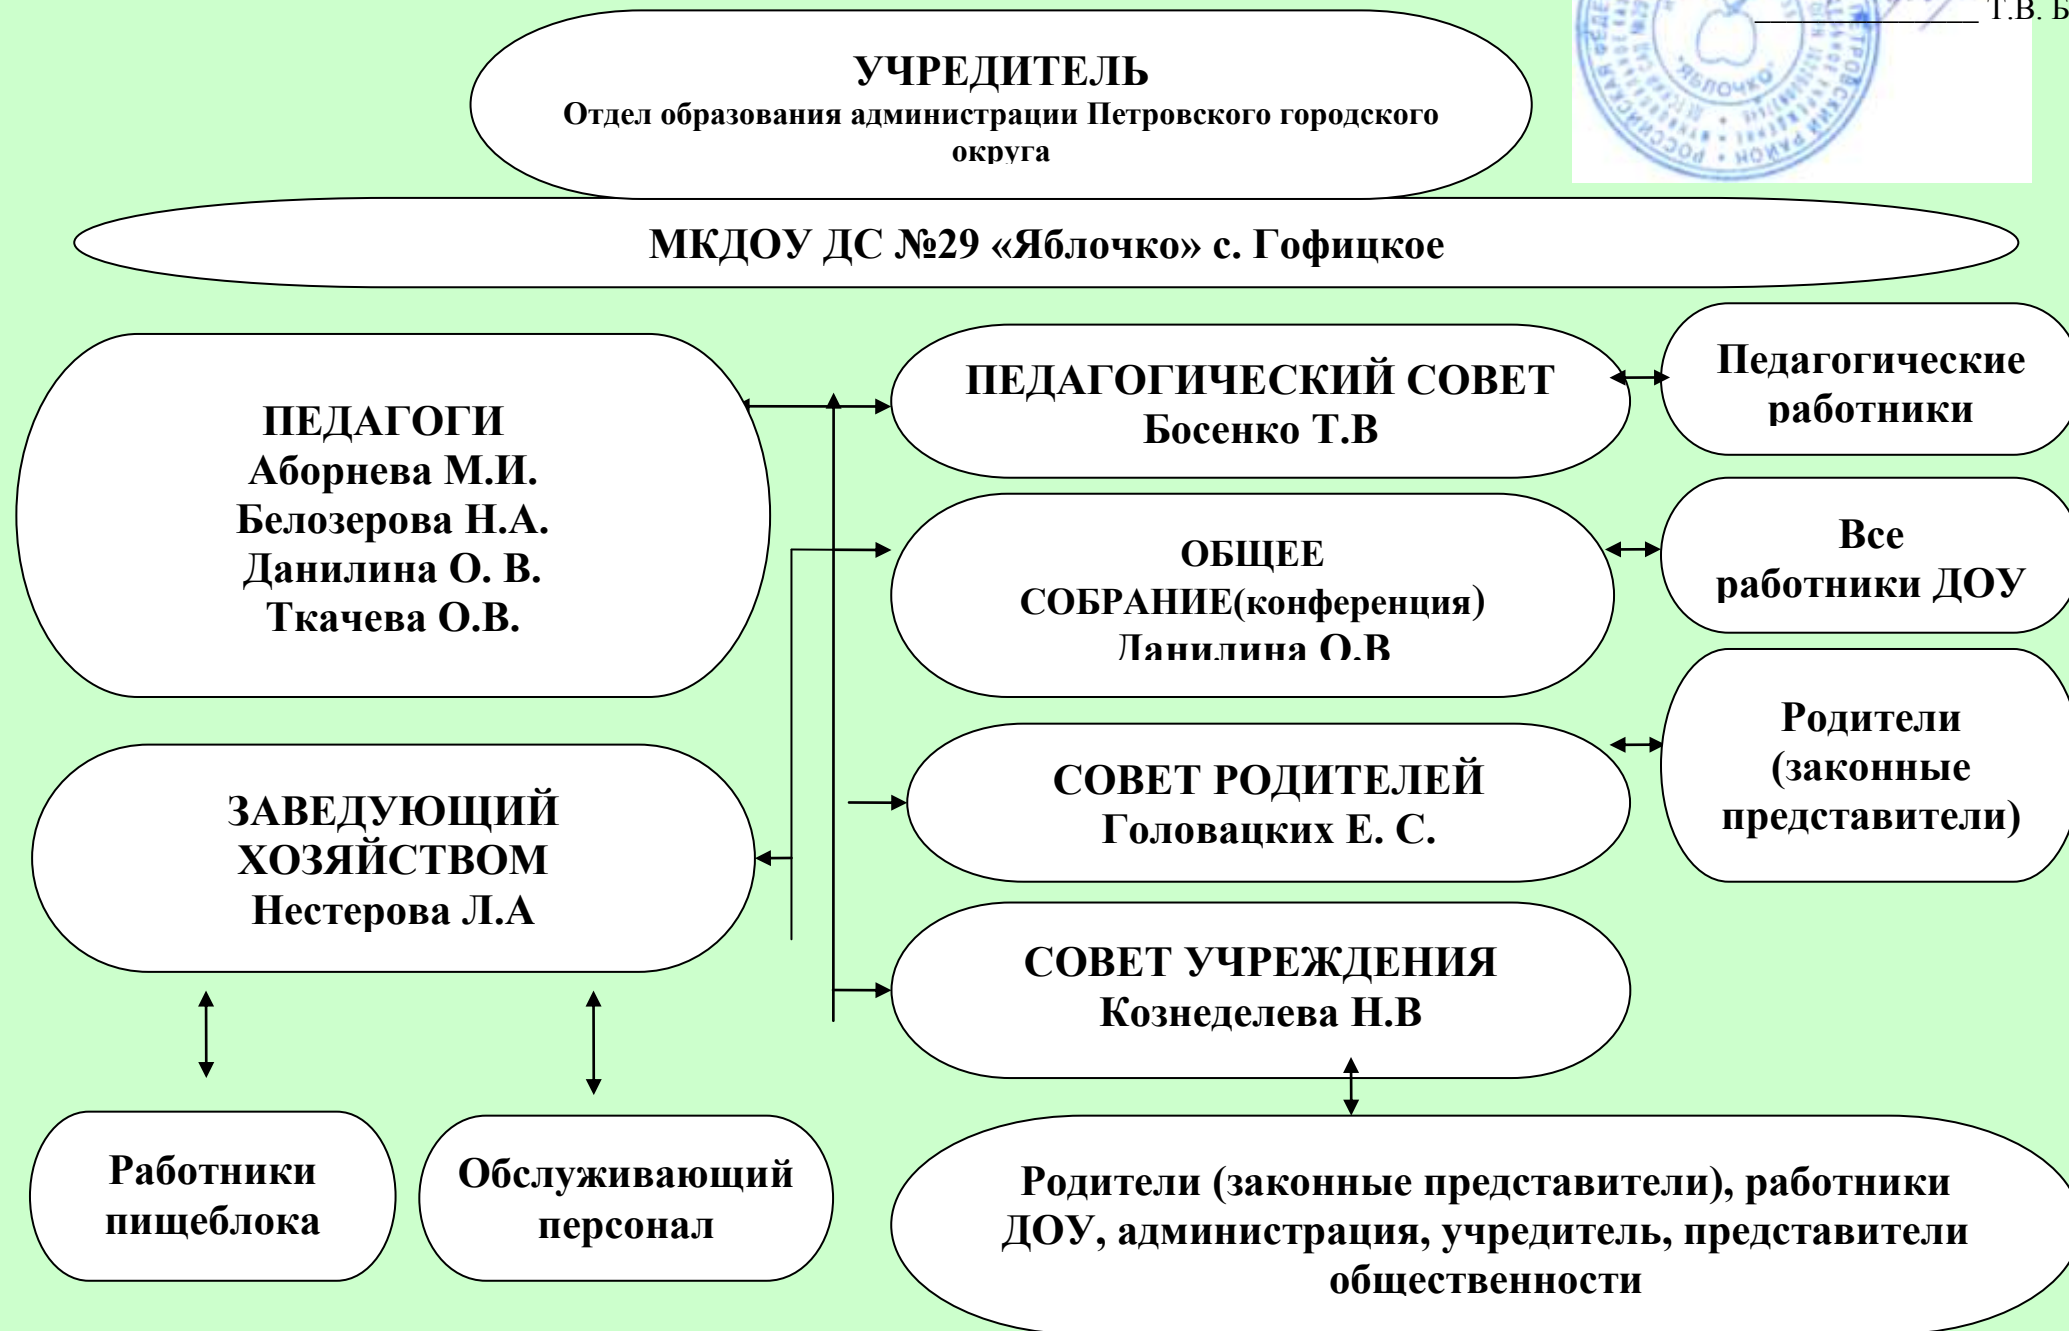 Т.В. Б
УЧРЕДИТЕЛЬ
Отдел образования администрации Петровского городского
округа
"ЯБЛОЧКО"
МКДОУ ДС №29 «Яблочко» с. Гофицкое
ПЕДАГОГИ
Аборнева М.И.
Белозерова Н.А.
Данилина О. В.
Ткачева О.В.
ПЕДАГОГИЧЕСКИЙ СОВЕТ
Босенко Т.В
Педагогические
работники
ОБЩЕЕ
СОБРАНИЕ(конференция)
Данилина О.В
Все
работники ДОУ
ЗАВЕДУЮЩИЙ
ХОЗЯЙСТВОМ
Нестерова Л.А
СОВЕТ РОДИТЕЛЕЙ
Головацких Е. С.
Родители
(законные
представители)
СОВЕТ УЧРЕЖДЕНИЯ
Кознеделева Н.В
Работники
пищеблока
Обслуживающий
персонал
Родители (законные представители), работники
ДОУ, администрация, учредитель, представители
общественности